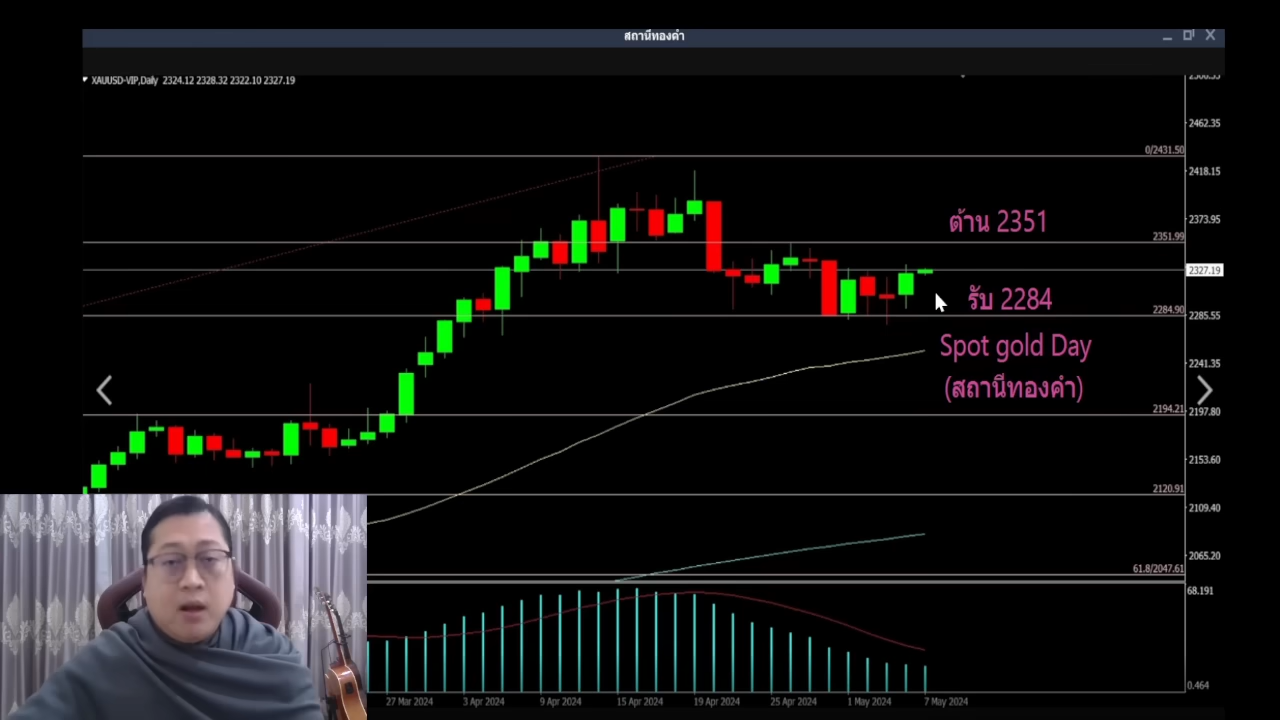 สถานีทองคำ
XAUUSD-VIP,Daily 2324.12 2328.32 2322.10 2327.19
2462.35
0/2431.50
2418.15
ต้าน 2351
2373.95
2351.99
2327.19
รับ 2284
2284.90
2285.55
Spot gold Day
2241.35
(สถานีทองคำ)
2194.21
2197.80
2153.60
2120.91
2109.40
2065.20
61.8/2047.61
68.191
0.464
27 Mar 2024 3 Apr 2024 9 Apr 2024 15 Apr 2024 19 Apr 2024 25 Apr 2024 1 May 2024 7 May 2024